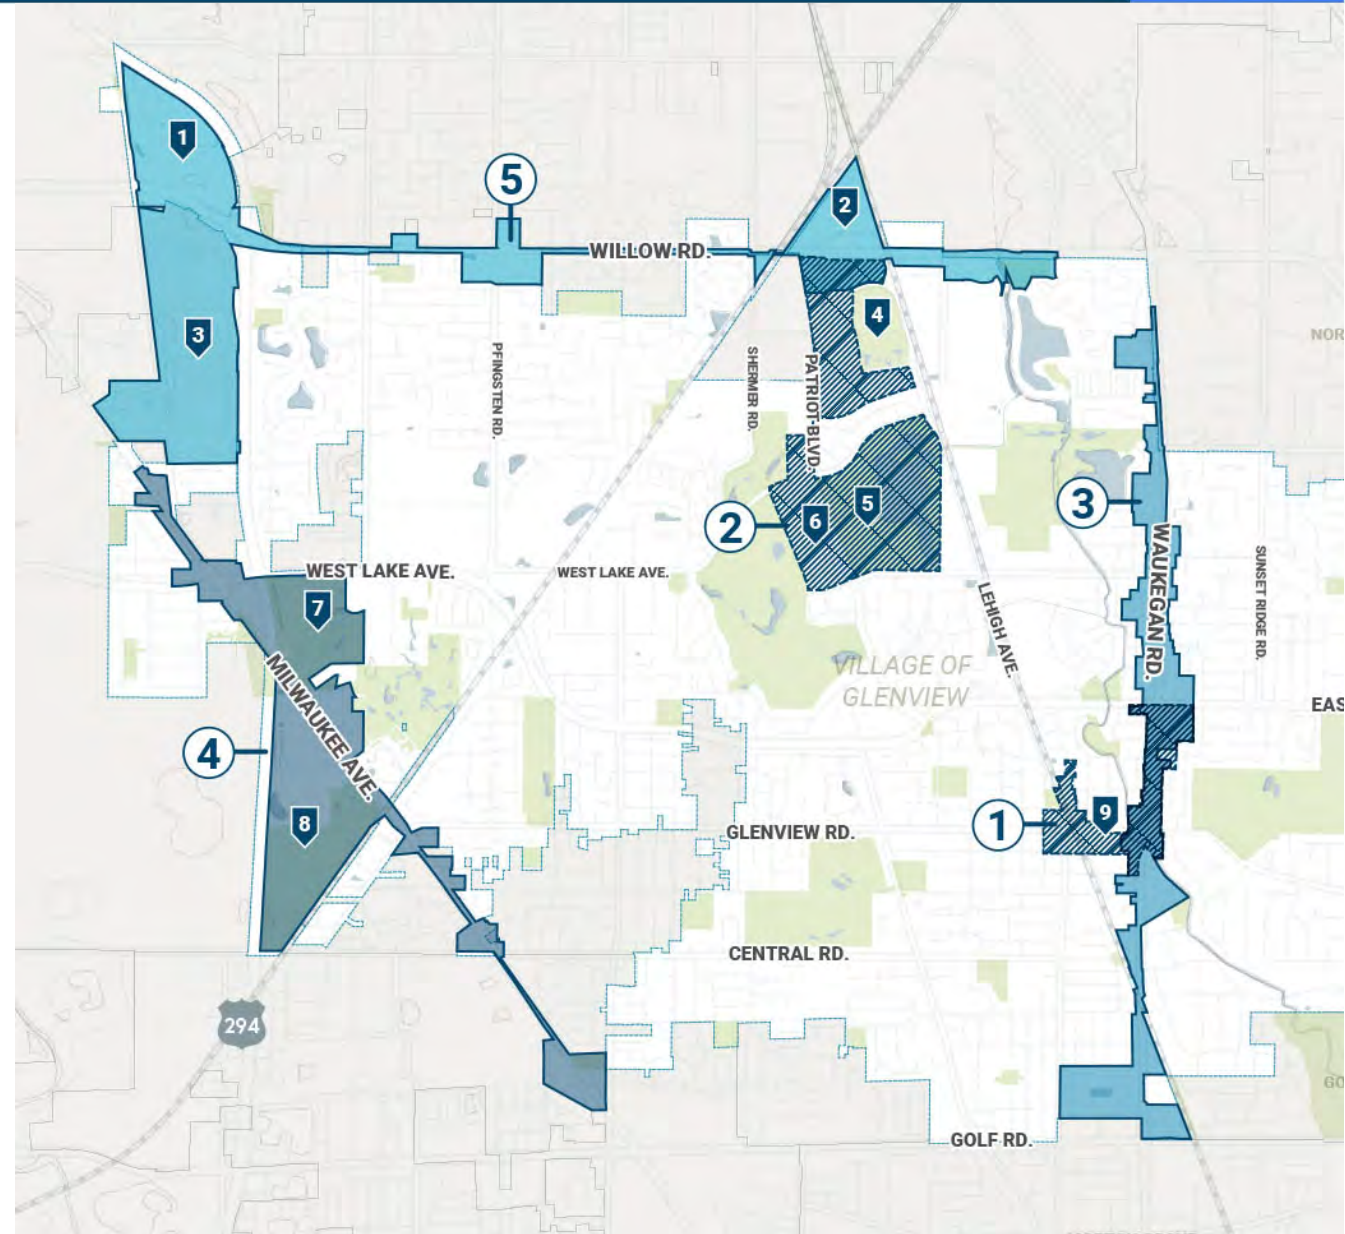 1
5
2
WILLOW RD.
4
3
NOR
PFINGSTEN RD.
SHERMER RD.
PATRIOT BLVD.
3
5
2
6
WAUKEGAN RD.
SUNSET RIDGE RD.
WEST LAKE AVE.
WEST LAKE AVE.
7
LEHIGH AVE.
VILLAGE OF
GLENVIEW
EAS
MILWAUKEE AVE.
4
8
1
9
GLENVIEW RD.
CENTRAL RD.
294
GO
GOLF RD.